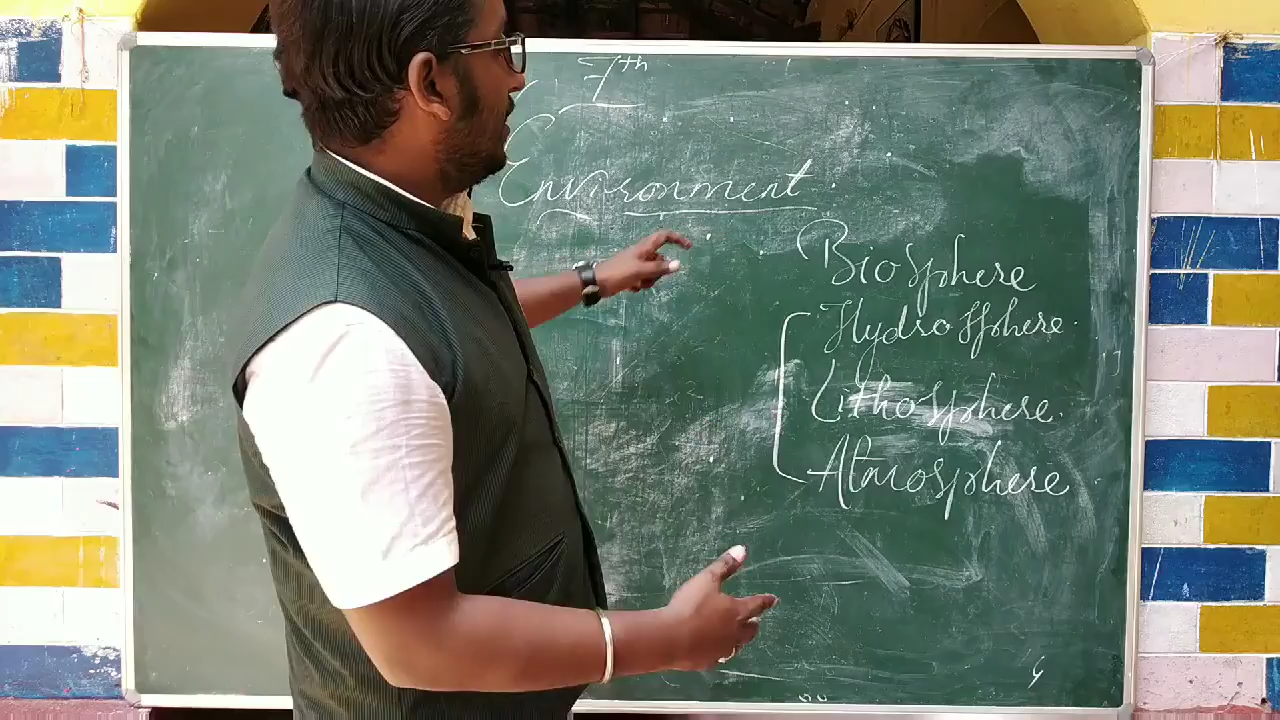 7th
Environment.
Biosphere
Hydrosphere.
Lithosphere.
Atmosphere.